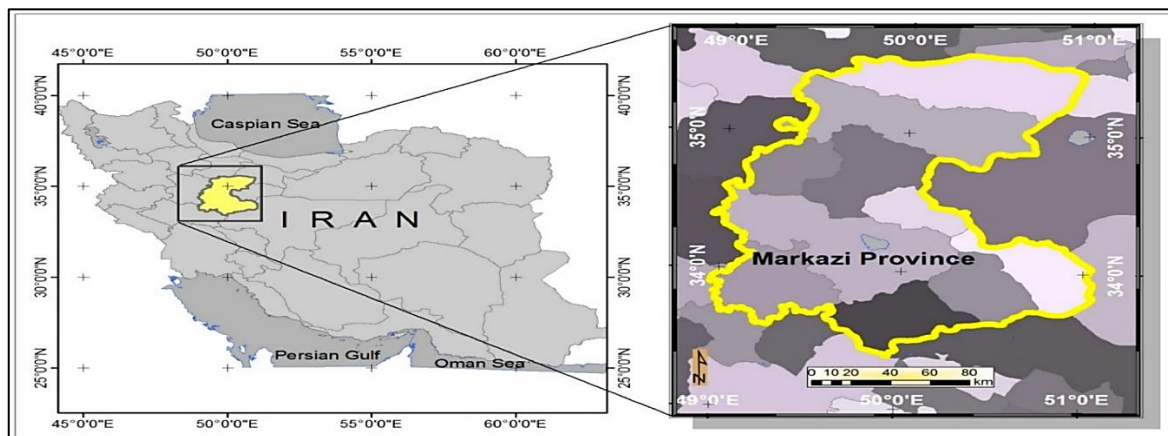 45°0'0"E 50°0'0"E 55°0'0"E 60°0'0"E
40°0'0"N
35°0'0"N
30°0'0"N
25°0'0"N
Caspian Sea
IRAN
Persian Gulf
Oman Sea
40°0'0"N
35°0'0"N
30°0'0"N
25°0'0"N
45°0'0"E 50°0'0"E 55°0'0"E 60°0'0"E
49°0'E 50°0'E 51°0'E
35°0'N
34°0'N
Markazi Province
35°0'N
34°0'N
N
0 10 20 40 60 80
km
49°0'E 50°0'E 51°0'E